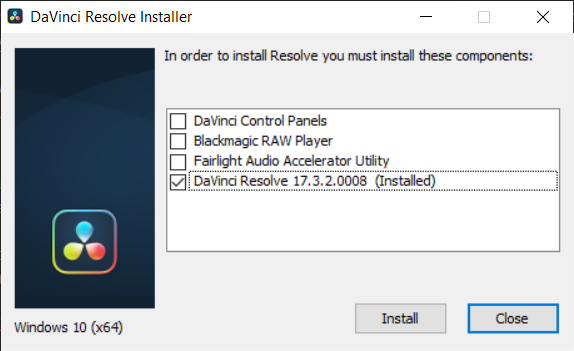 DaVinci Resolve Installer
In order to install Resolve you must install these components:
DaVinci Control Panels
Blackmagic RAW Player
Fairlight Audio Accelerator Utility
DaVinci Resolve 17.3.2.0008 (Installed)
Windows 10 (x64)
Install
Close